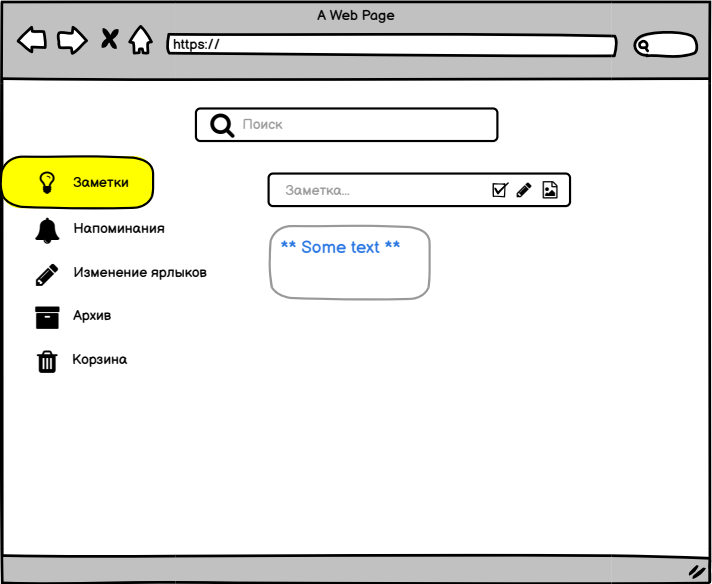 A Web Page
https://
Поиск
Заметки
Заметка...
Напоминания
** Some text **
Изменение ярлыков
Архив
Корзина